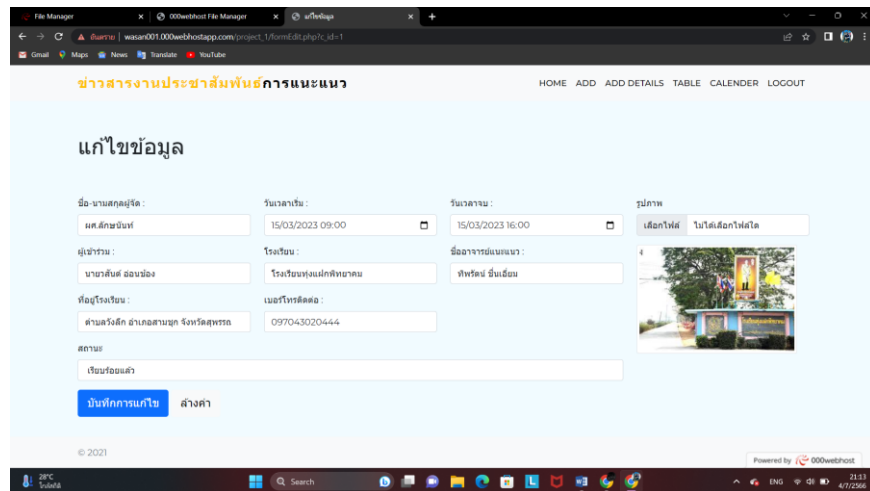 File Manager
000webhost File Manager
แก้ไขข้อมูล
อันตราย wasan001.000webhostapp.com/project_1/formEdit.php?c_id=1
Gmail Maps News Translate YouTube
ข่าวสารงานประชาสัมพันธ์การแนะแนว
HOME ADD ADD DETAILS TABLE CALENDER LOGOUT
แก้ไขข้อมูล
ชื่อ-นามสกุลผู้จัด : วันเวลาเริ่ม : วันเวลาจบ : รูปภาพ
ผศ.ลักษนันท์ 15/03/2023 09:00 15/03/2023 16:00 เลือกไฟล์ ไม่ได้เลือกไฟล์ใด
ผู้เข้าร่วม : โรงเรียน : ชื่ออาจารย์แนะแนว :
นายวสันต์ อ่อนช่อง โรงเรียนทุ่งแฝกพิทยาคม ทิพรัตน์ ชื่นเอี่ยม
ที่อยู่โรงเรียน : เบอร์โทรติดต่อ :
ตำบลวังลึก อำเภอสามชุก จังหวัดสุพรรณ 097043020444
สถานะ
เรียบร้อยแล้ว
บันทึกการแก้ไข ล้างค่า
© 2021
Powered by 000webhost
28°C
Search
ENG
21:13
4/7/2566